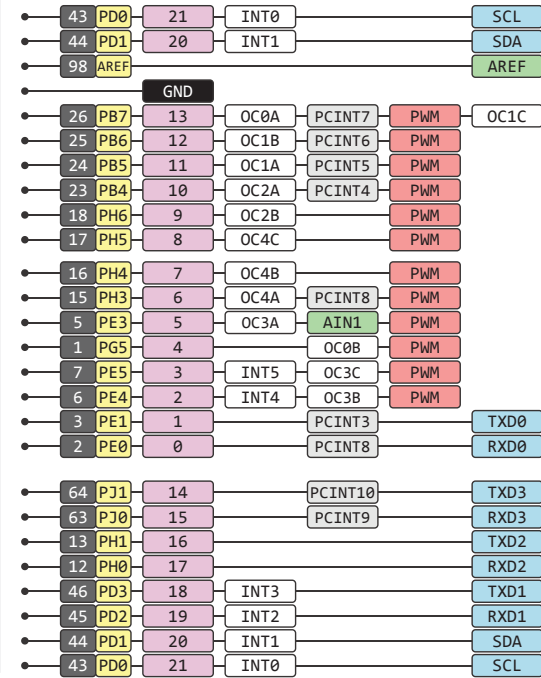 43 PD0 21 INT0 SCL
44 PD1 20 INT1 SDA
98 AREF AREF
GND
26 PB7 13 OC0A PCINT7 PWM OC1C
25 PB6 12 OC1B PCINT6 PWM
24 PB5 11 OC1A PCINT5 PWM
23 PB4 10 OC2A PCINT4 PWM
18 PH6 9 OC2B PWM
17 PH5 8 OC4C PWM
16 PH4 7 OC4B PWM
15 PH3 6 OC4A PCINT8 PWM
5 PE3 5 OC3A AIN1 PWM
1 PG5 4 OC0B PWM
7 PE5 3 INT5 OC3C PWM
6 PE4 2 INT4 OC3B PWM
3 PE1 1 PCINT3 TXD0
2 PE0 0 PCINT8 RXD0
64 PJ1 14 PCINT10 TXD3
63 PJ0 15 PCINT9 RXD3
13 PH1 16 TXD2
12 PH0 17 RXD2
46 PD3 18 INT3 TXD1
45 PD2 19 INT2 RXD1
44 PD1 20 INT1 SDA
43 PD0 21 INT0 SCL